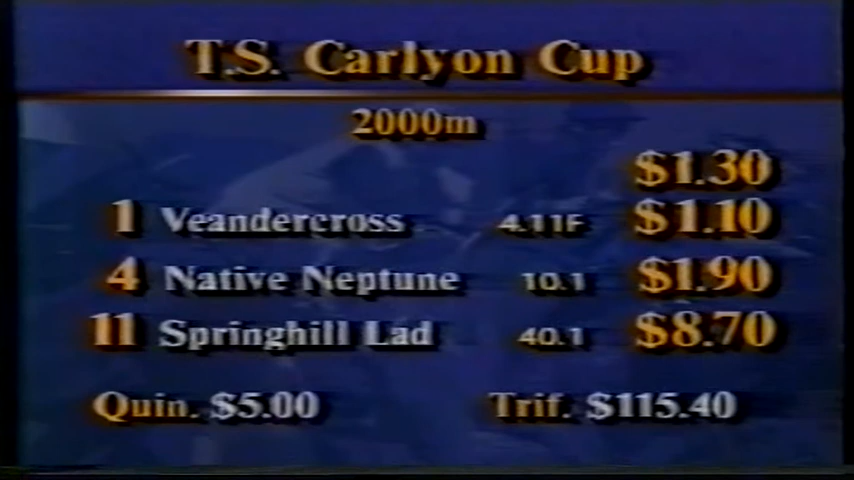 T.S. Carlyon Cup
2000m
$1.30
1 Veandercross 4.11F $1.10
4 Native Neptune 10.1 $1.90
11 Springhill Lad 40.1 $8.70
Quin. $5.00 Trif. $115.40